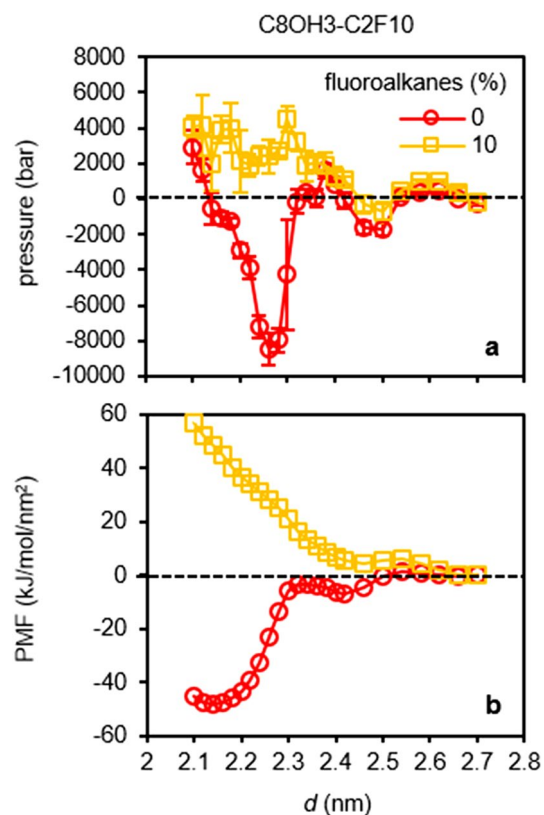 C8OH3-C2F10
8000
6000
4000
2000
0
-2000
-4000
-6000
-8000
-10000
pressure (bar)
fluoroalkanes (%)
0
10
a
60
40
20
0
-20
-40
-60
PMF (kJ/mol/nm²)
b
2 2.1 2.2 2.3 2.4 2.5 2.6 2.7 2.8
d (nm)